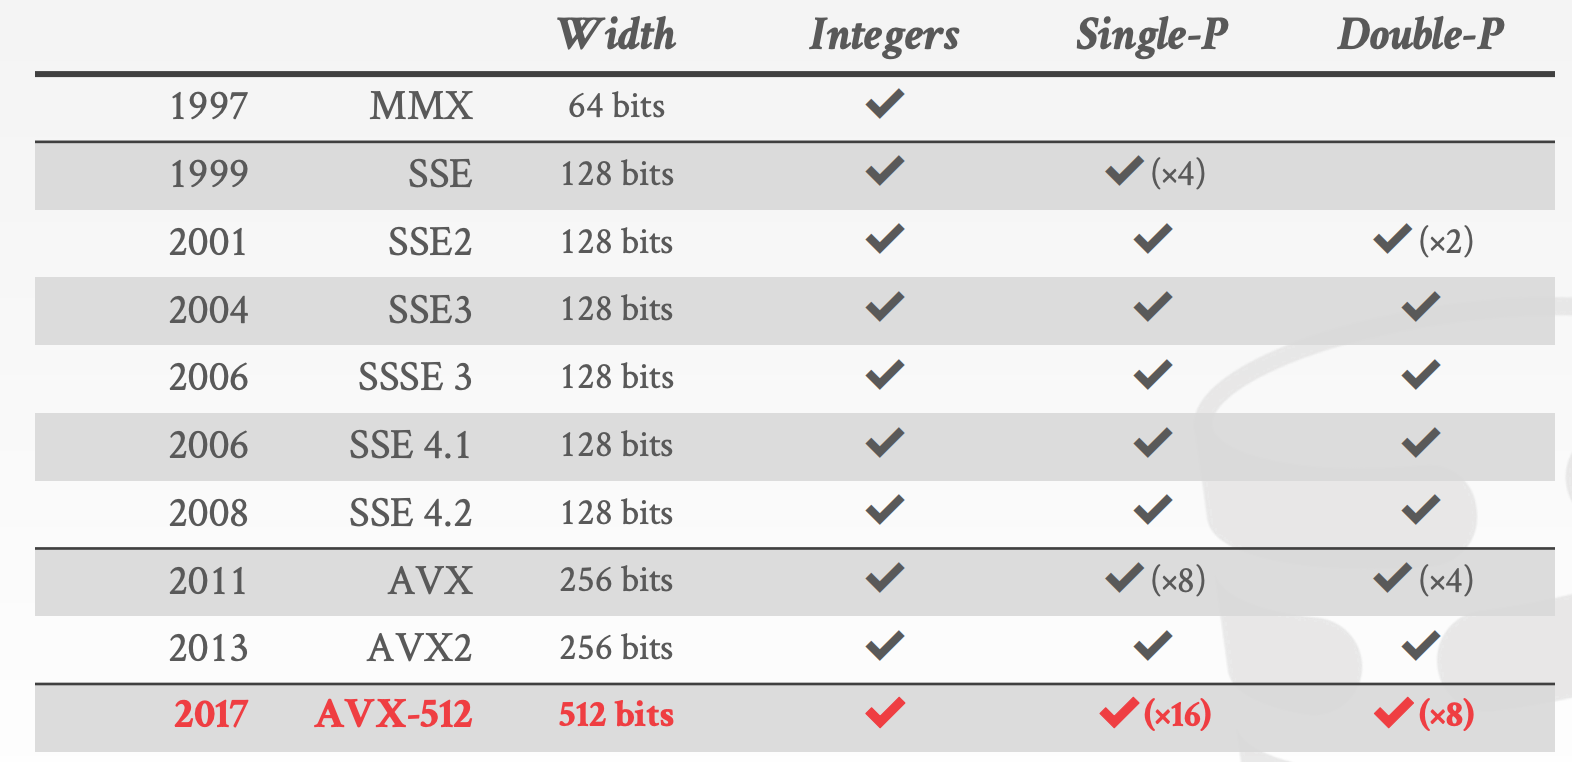 Width Integers Single-P Double-P
1997 MMX 64 bits ✔
1999 SSE 128 bits ✔ ✔ (×4)
2001 SSE2 128 bits ✔ ✔ ✔ (×2)
2004 SSE3 128 bits ✔ ✔ ✔
2006 SSSE 3 128 bits ✔ ✔ ✔
2006 SSE 4.1 128 bits ✔ ✔ ✔
2008 SSE 4.2 128 bits ✔ ✔ ✔
2011 AVX 256 bits ✔ ✔ (×8) ✔ (×4)
2013 AVX2 256 bits ✔ ✔ ✔
2017 AVX-512 512 bits ✔ ✔ (×16) ✔ (×8)